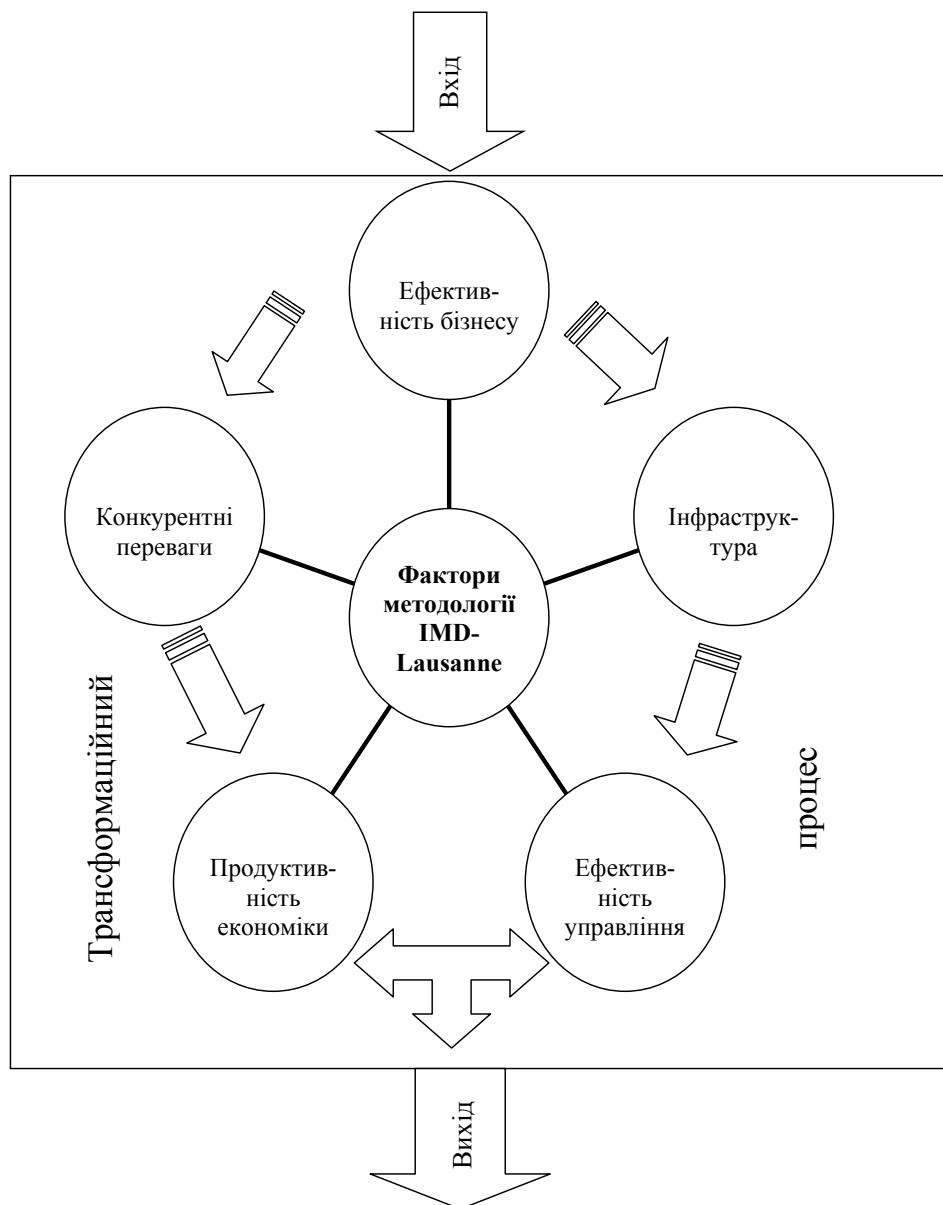 Вхід
Ефектив-
ність бізнесу
Конкурентні
переваги
Інфраструк-
тура
Фактори
методології
IMD-
Lausanne
Трансформаційний
процес
Продуктив-
ність
економіки
Ефектив-
ність
управління
Вихід